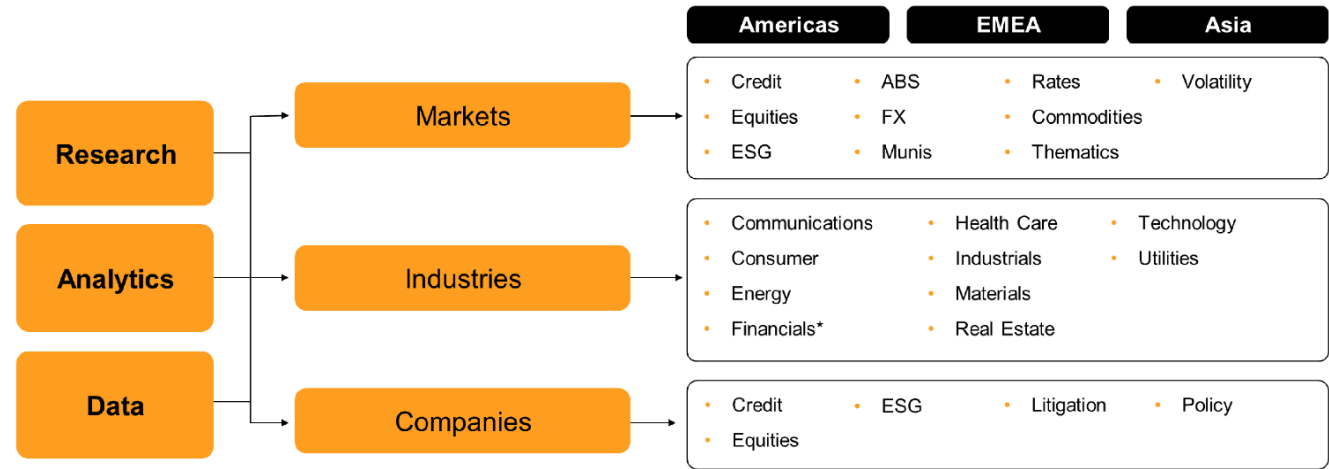 Americas
EMEA
Asia
Research
Analytics
Data
Markets
Industries
Companies
• Credit
• Equities
• ESG
• ABS
• FX
• Munis
• Rates
• Commodities
• Thematics
• Volatility
• Communications
• Consumer
• Energy
• Financials*
• Health Care
• Industrials
• Materials
• Real Estate
• Technology
• Utilities
• Credit
• Equities
• ESG
• Litigation
• Policy